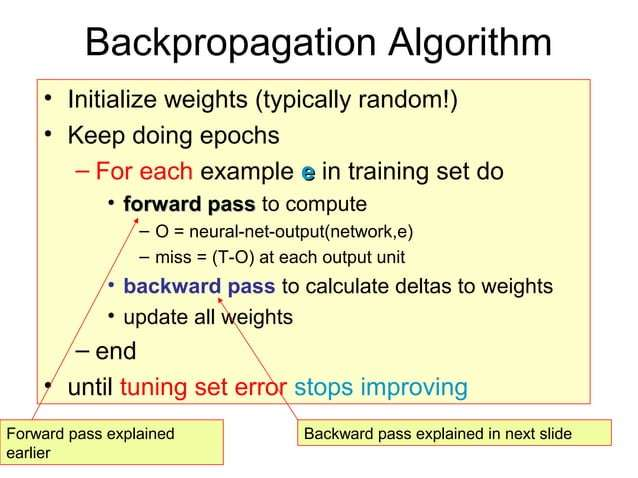 Backpropagation Algorithm
• Initialize weights (typically random!)
• Keep doing epochs
– For each example e in training set do
• forward pass to compute
– O = neural-net-output(network,e)
– miss = (T-O) at each output unit
• backward pass to calculate deltas to weights
• update all weights
– end
• until tuning set error stops improving
Forward pass explained
earlier
Backward pass explained in next slide